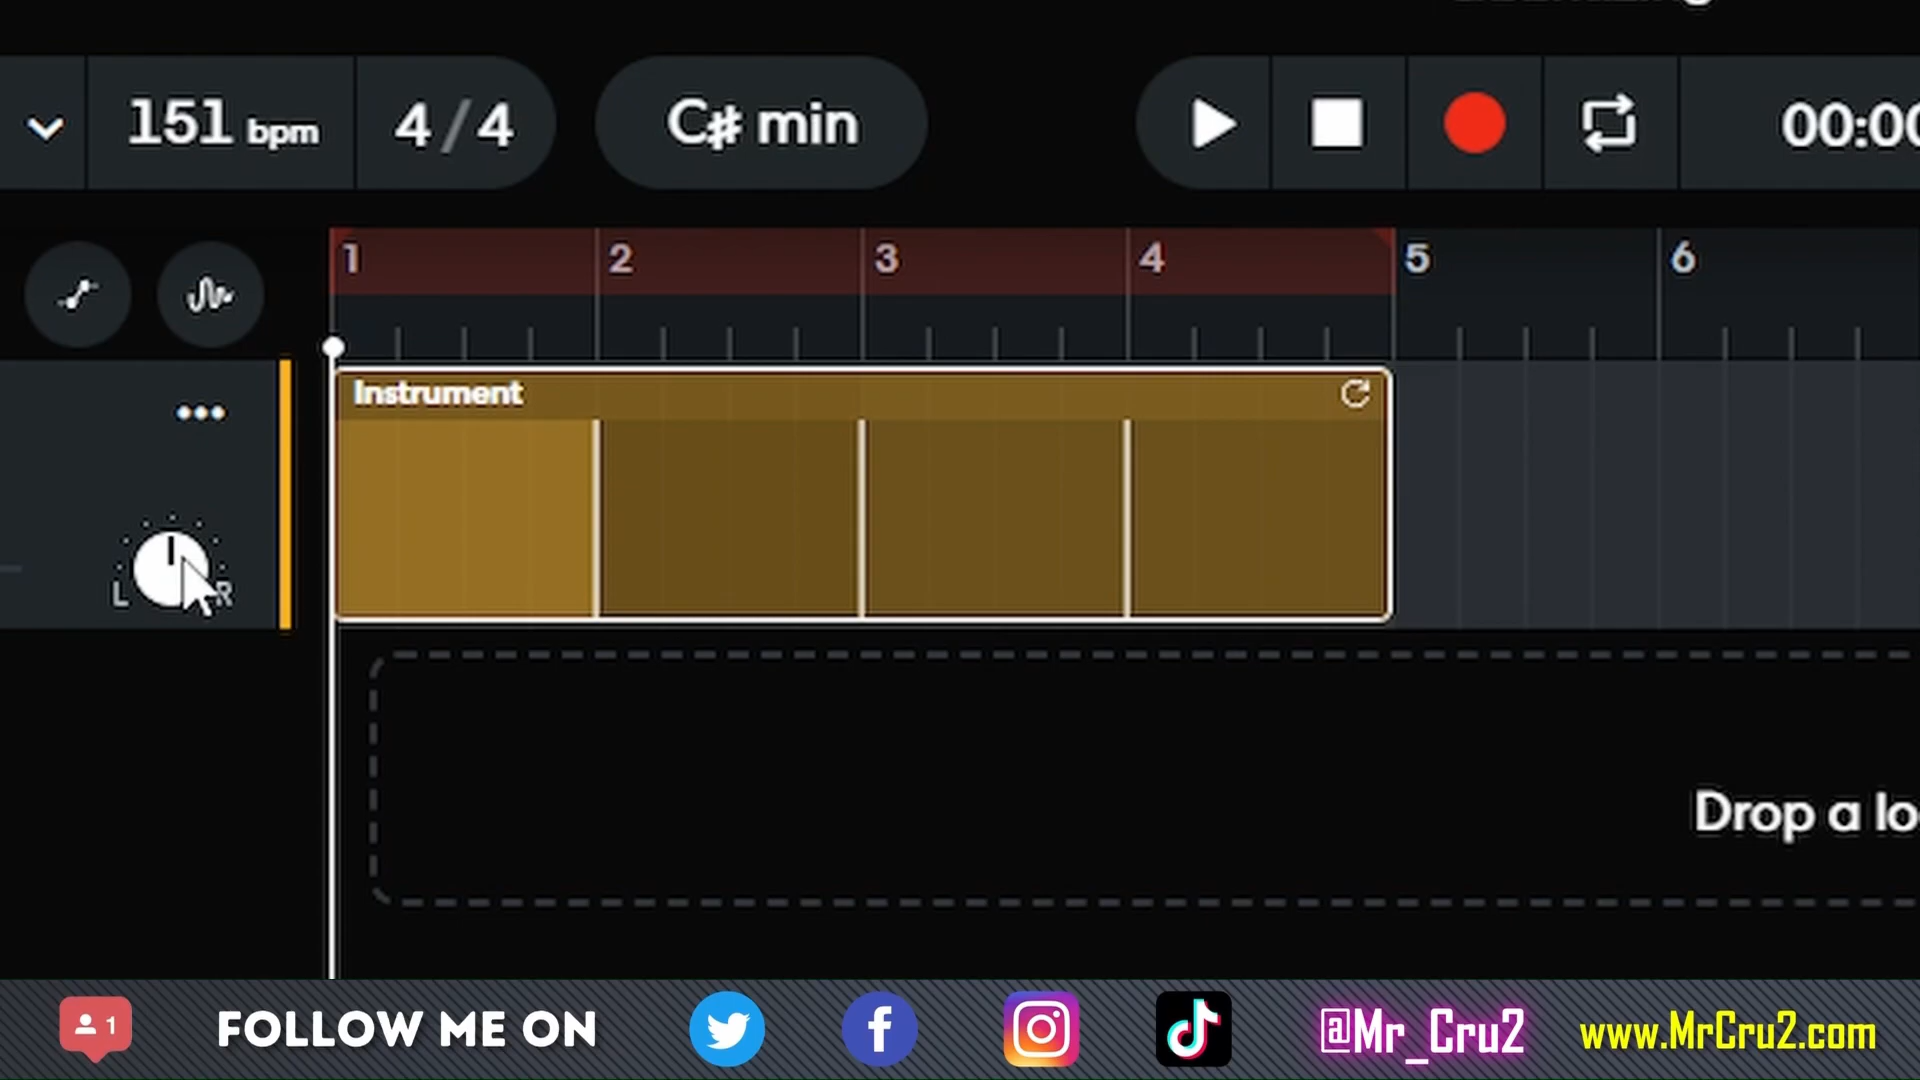 151 bpm
4/4
C# min
00:00
1 2 3 4 5 6
Instrument
L R
Drop a lo
1
FOLLOW ME ON
@Mr_Cru2
www.MrCru2.com